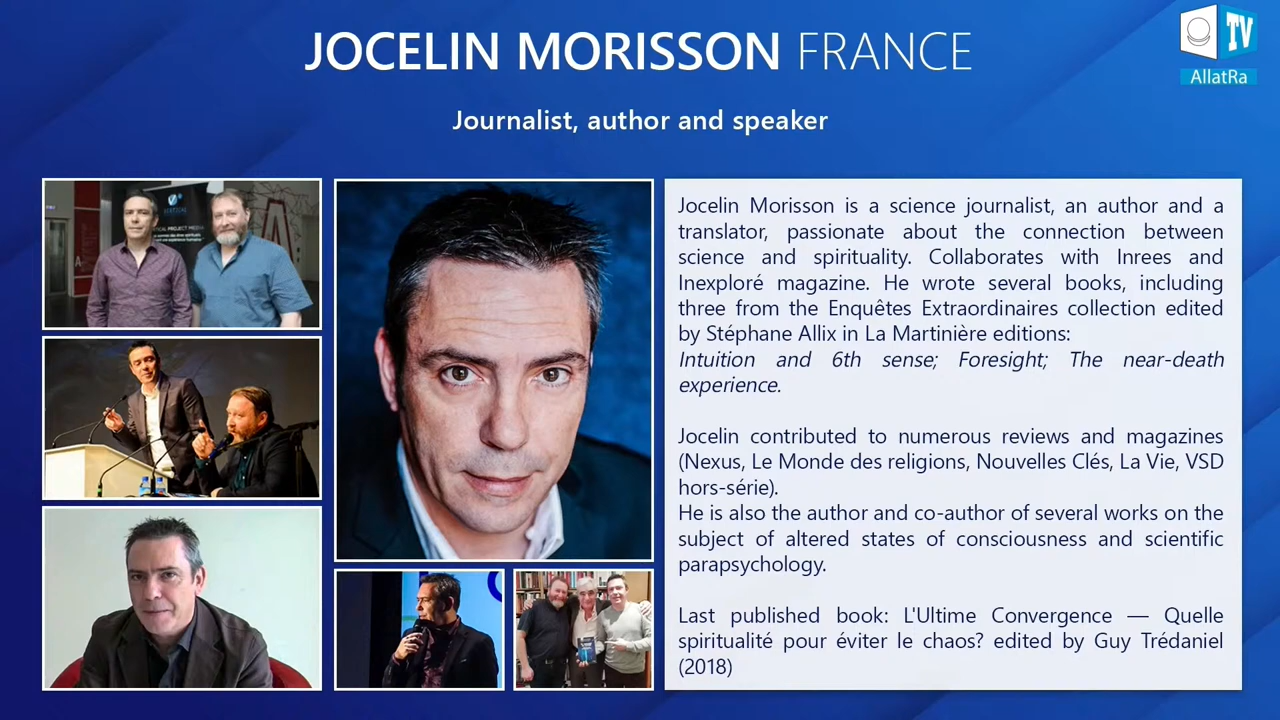 JOCELIN MORISSON FRANCE
TV
AllatRa
Journalist, author and speaker
Jocelin Morisson is a science journalist, an author and a
translator, passionate about the connection between
science and spirituality. Collaborates with Inrees and
Inexploré magazine. He wrote several books, including
three from the Enquêtes Extraordinaires collection edited
by Stéphane Allix in La Martinière editions:
Intuition and 6th sense; Foresight; The near-death
experience.
Jocelin contributed to numerous reviews and magazines
(Nexus, Le Monde des religions, Nouvelles Clés, La Vie, VSD
hors-série).
He is also the author and co-author of several works on the
subject of altered states of consciousness and scientific
parapsychology.
Last published book: L'Ultime Convergence — Quelle
spiritualité pour éviter le chaos? edited by Guy Trédaniel
(2018)